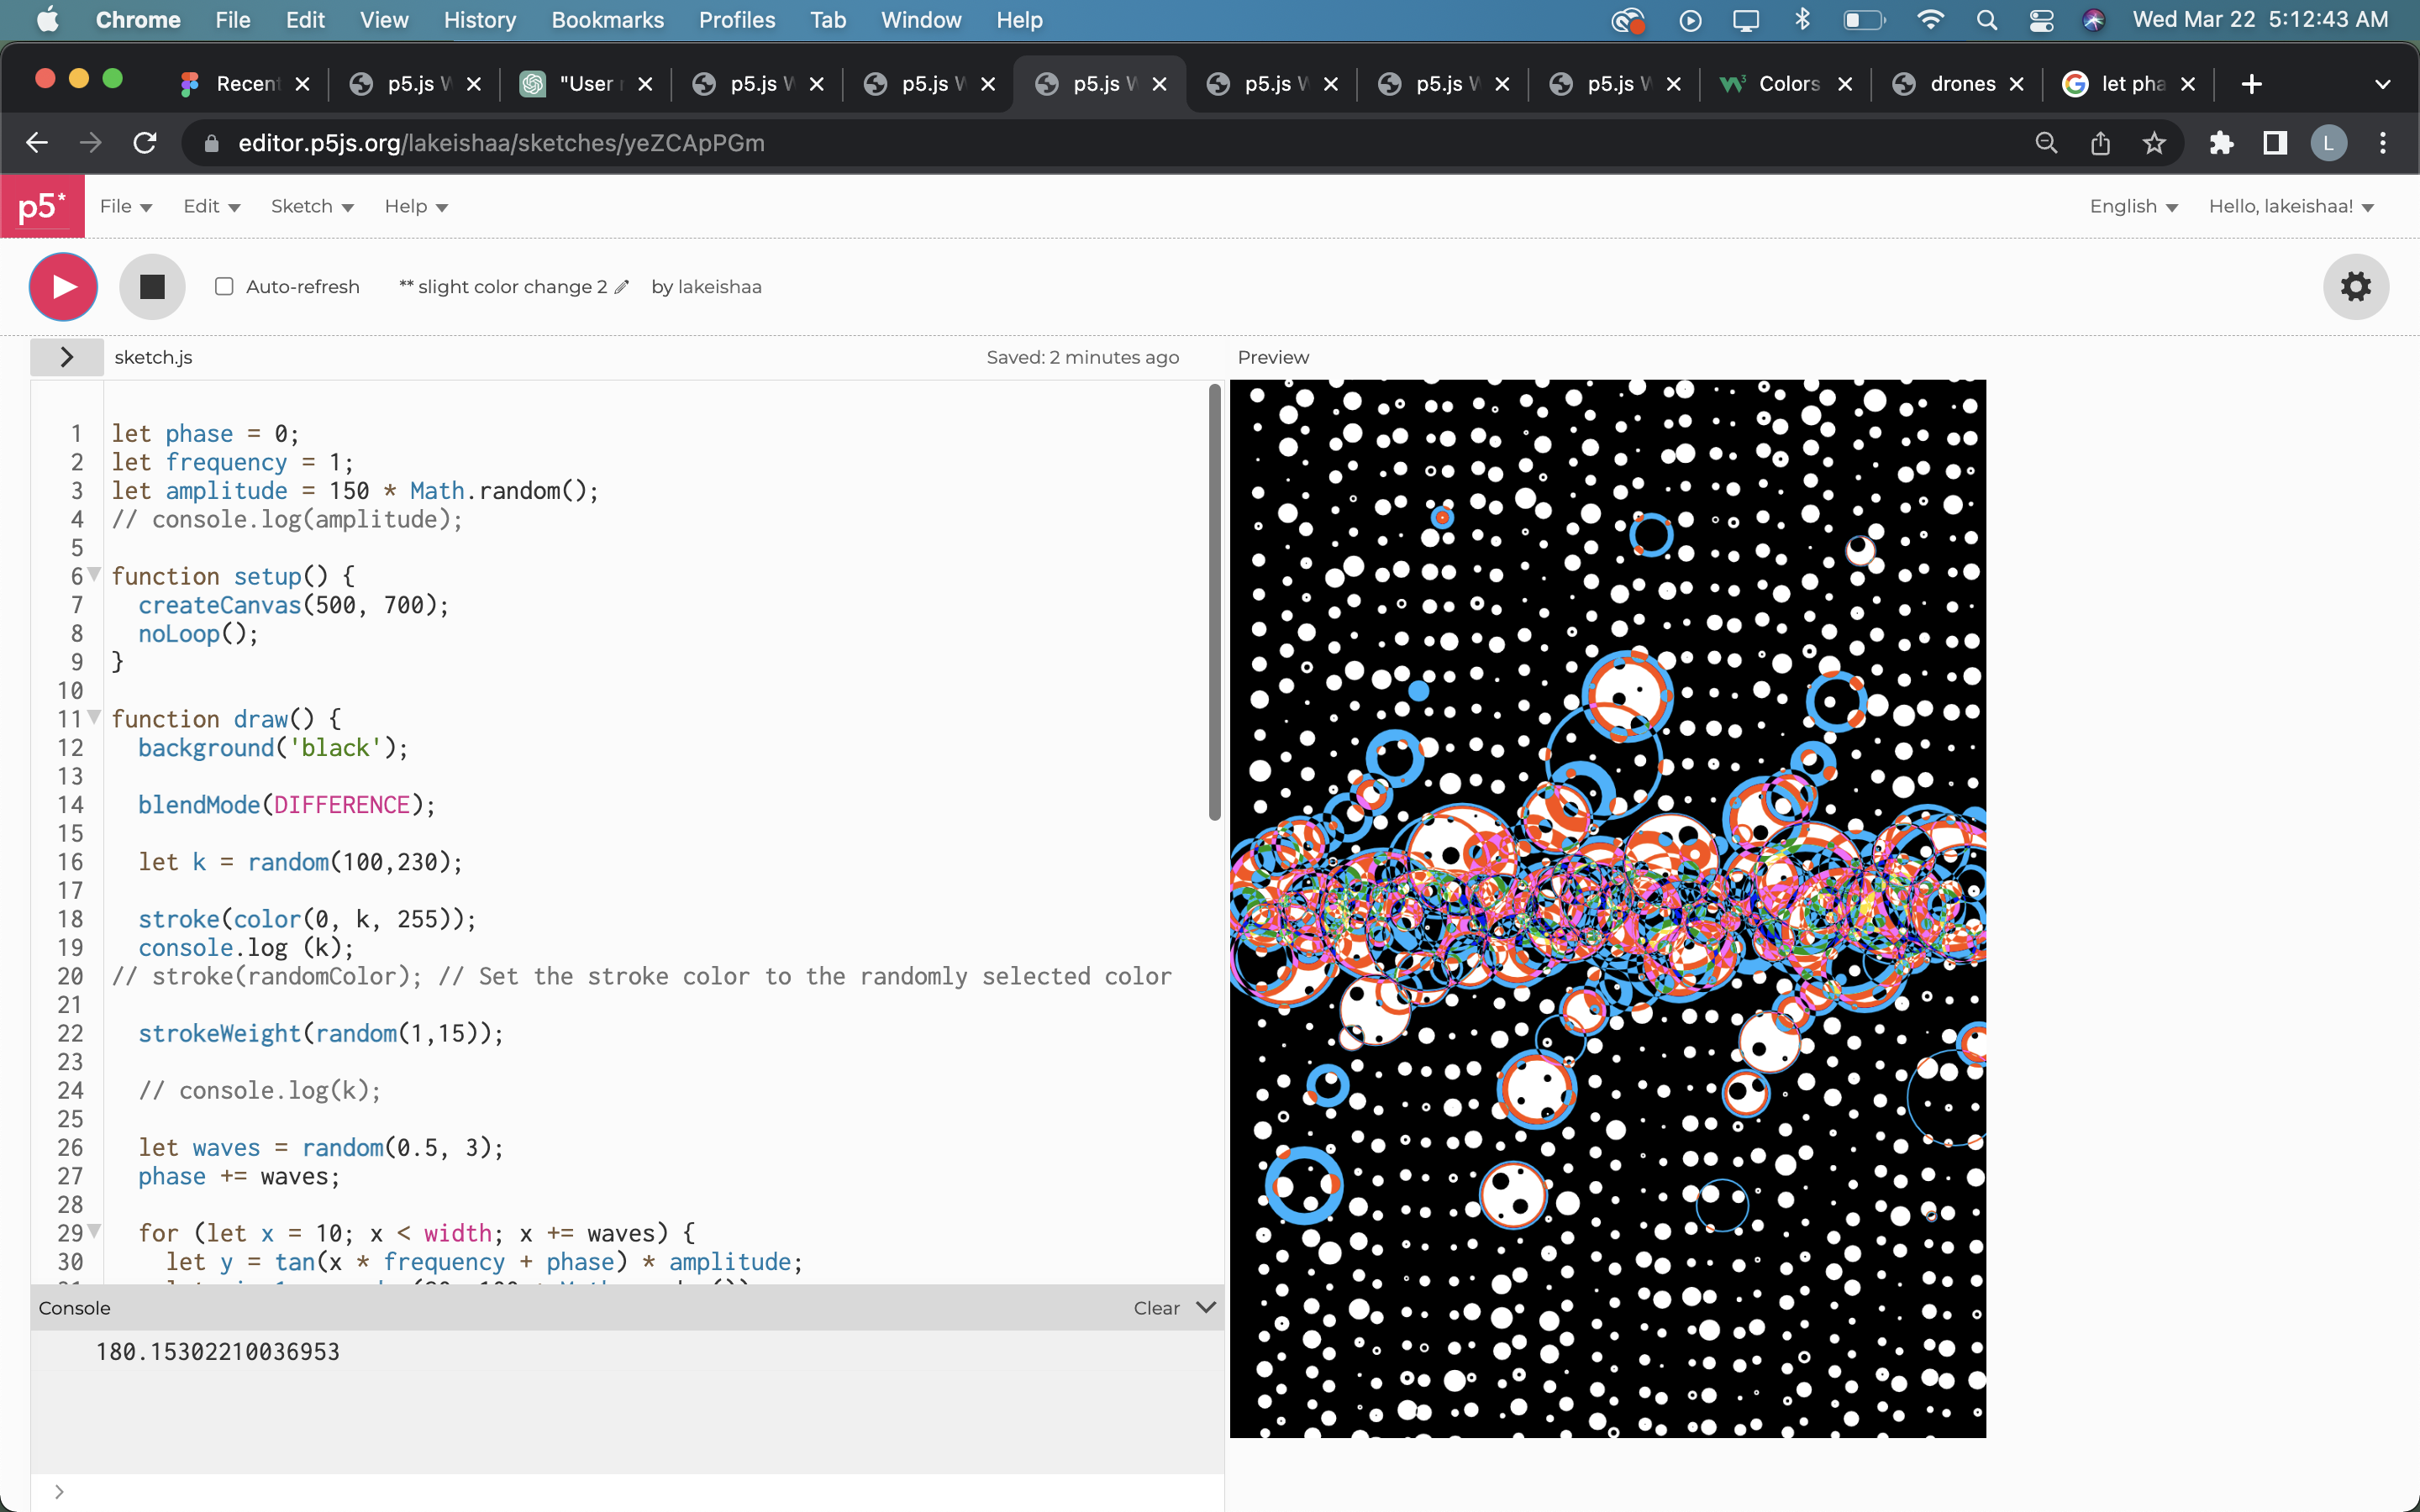 Chrome File Edit View History Bookmarks Profiles Tab Window Help Wed Mar 22 5:12:43 AM
Recent p5.js W "User p5.js W p5.js W p5.js W p5.js W p5.js W p5.js W Colors drones let pha
editor.p5js.org/lakeishaa/sketches/yeZCApPGm L
p5* File Edit Sketch Help English Hello, lakeishaa!
Auto-refresh ** slight color change 2 by lakeishaa
sketch.js Saved: 2 minutes ago Preview
1 let phase = 0;
2 let frequency = 1;
3 let amplitude = 150 * Math.random();
4 // console.log(amplitude);
5
6 function setup() {
7 createCanvas(500, 700);
8 noLoop();
9 }
10
11 function draw() {
12 background('black');
13
14 blendMode(DIFFERENCE);
15
16 let k = random(100,230);
17
18 stroke(color(0, k, 255));
19 console.log (k);
20 // stroke(randomColor); // Set the stroke color to the randomly selected color
21
22 strokeWeight(random(1,15));
23
24 // console.log(k);
25
26 let waves = random(0.5, 3);
27 phase += waves;
28
29 for (let x = 10; x < width; x += waves) {
30 let y = tan(x * frequency + phase) * amplitude;
Console Clear
180.15302210036953